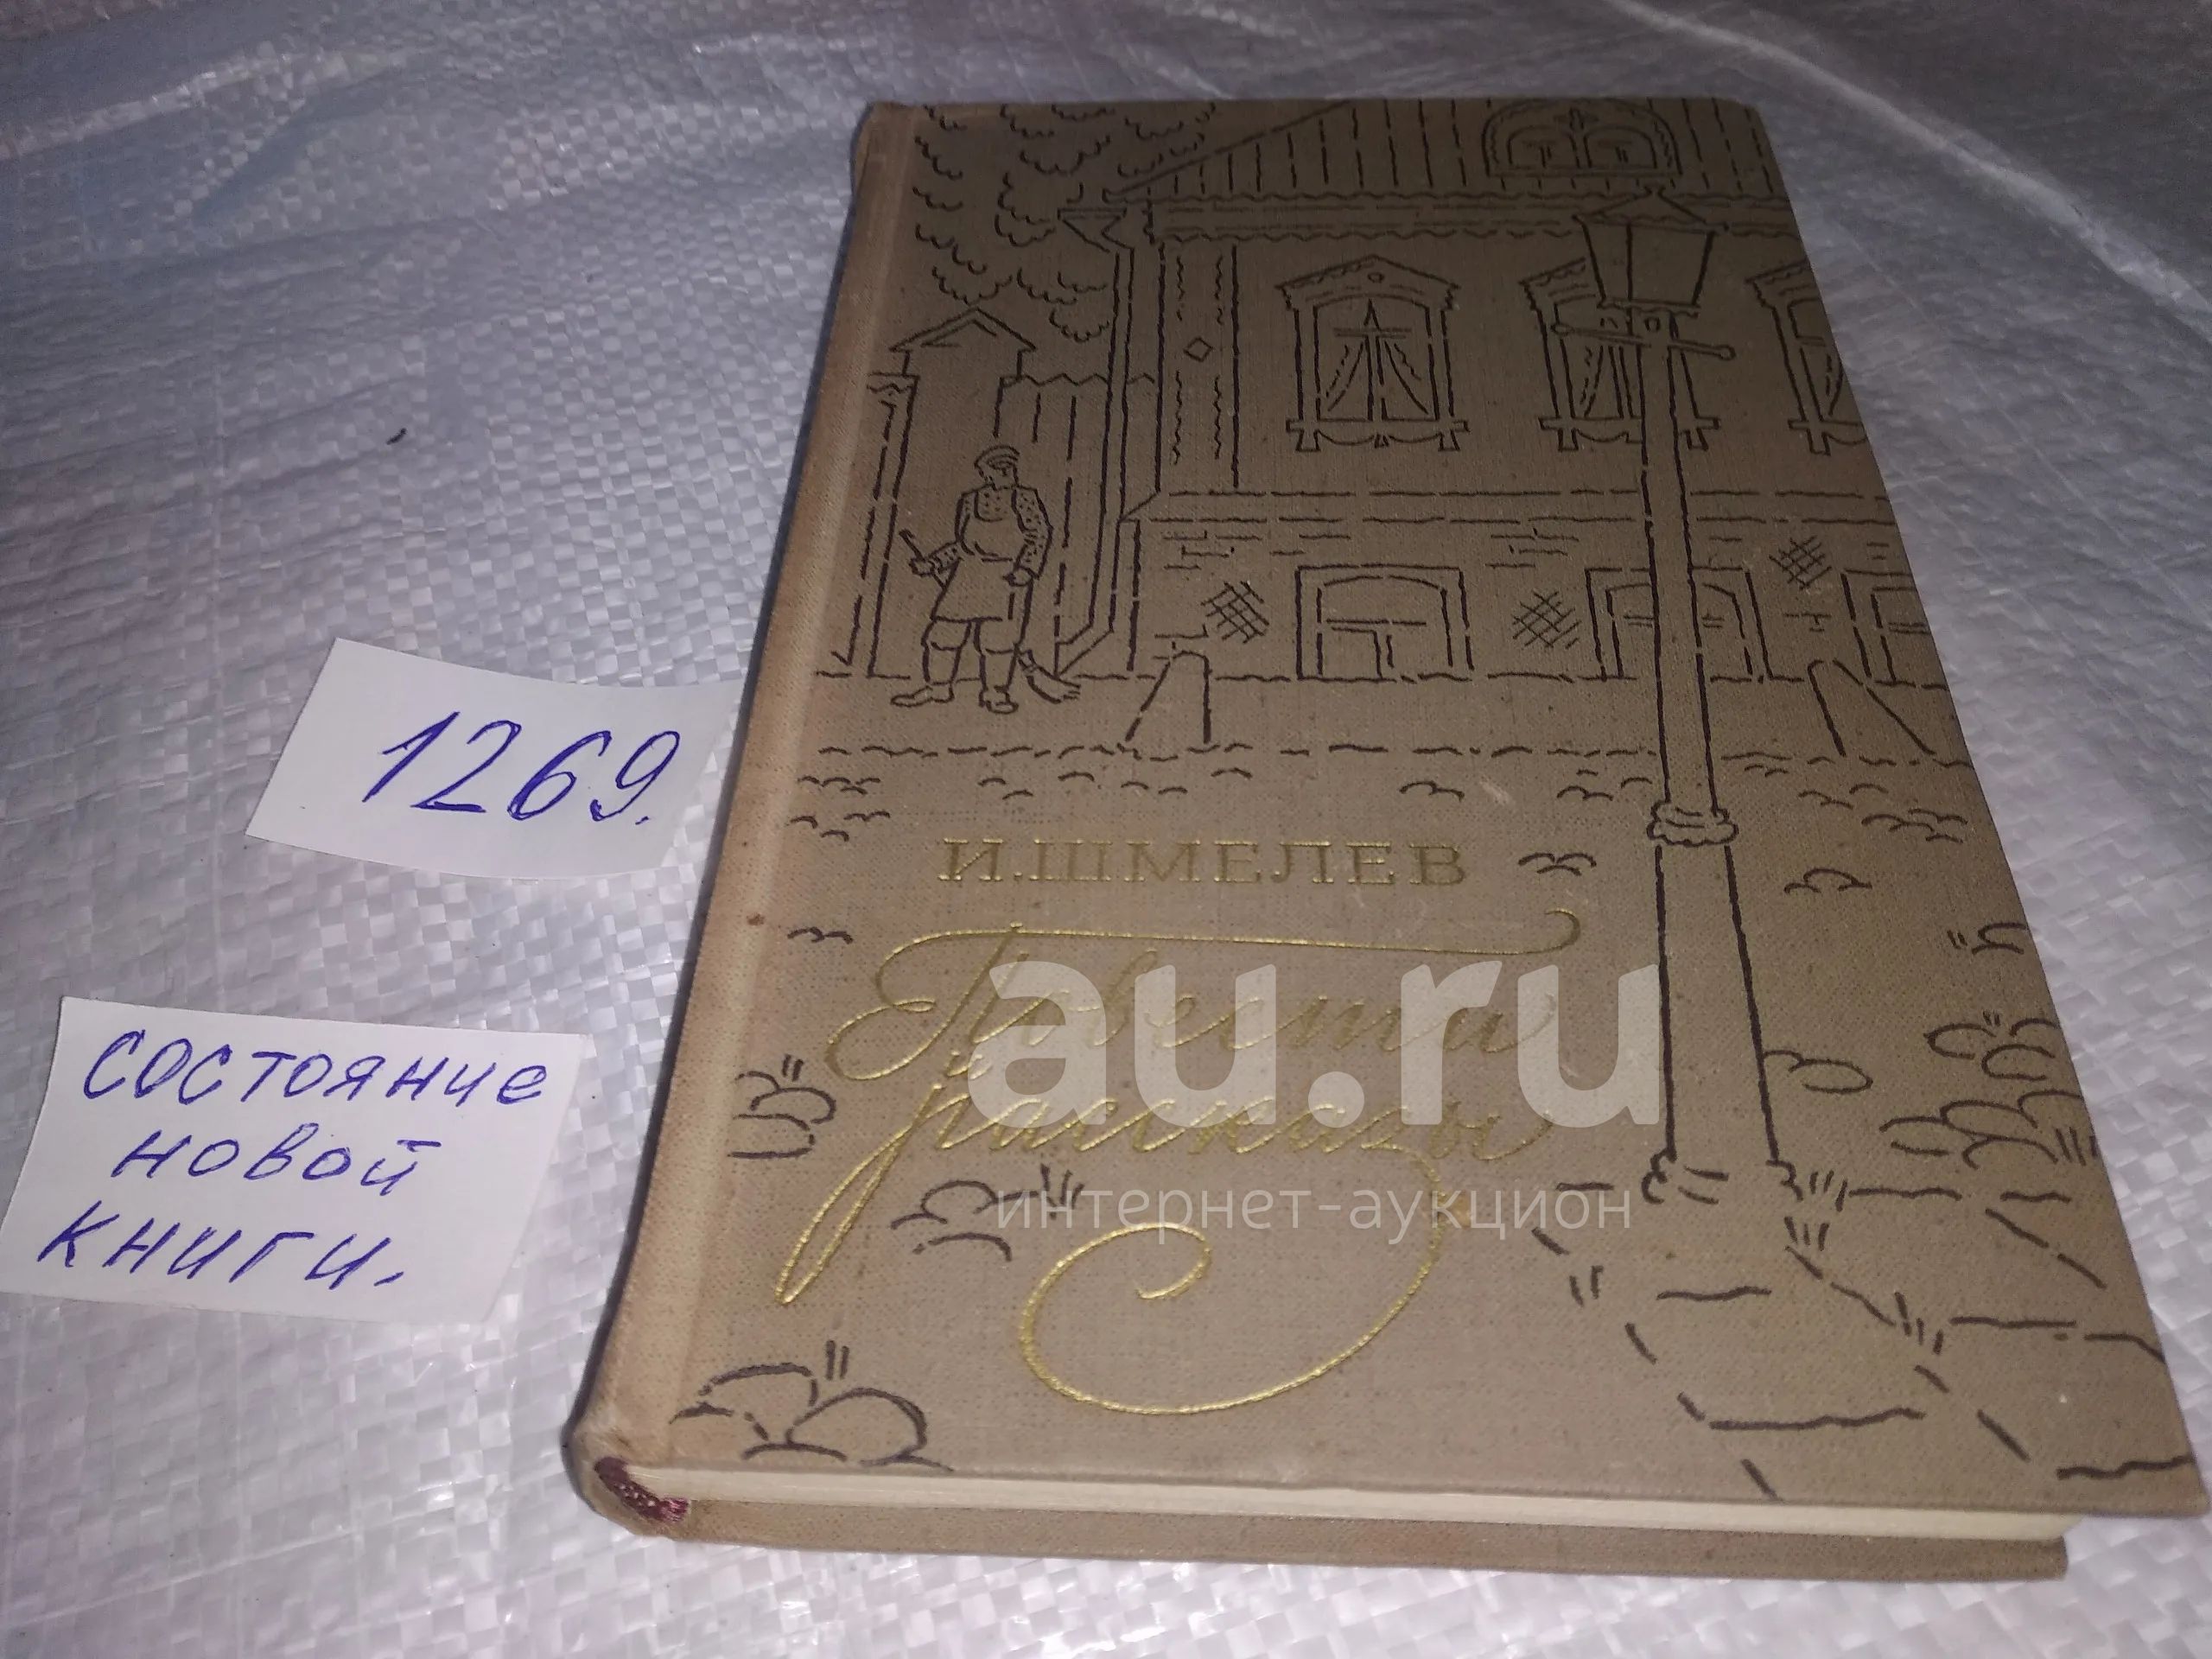 1269.
состояние
новой
книги.
И.ШМЕЛЕВ
Повести
и
рассказы
au.ru
интернет-аукцион